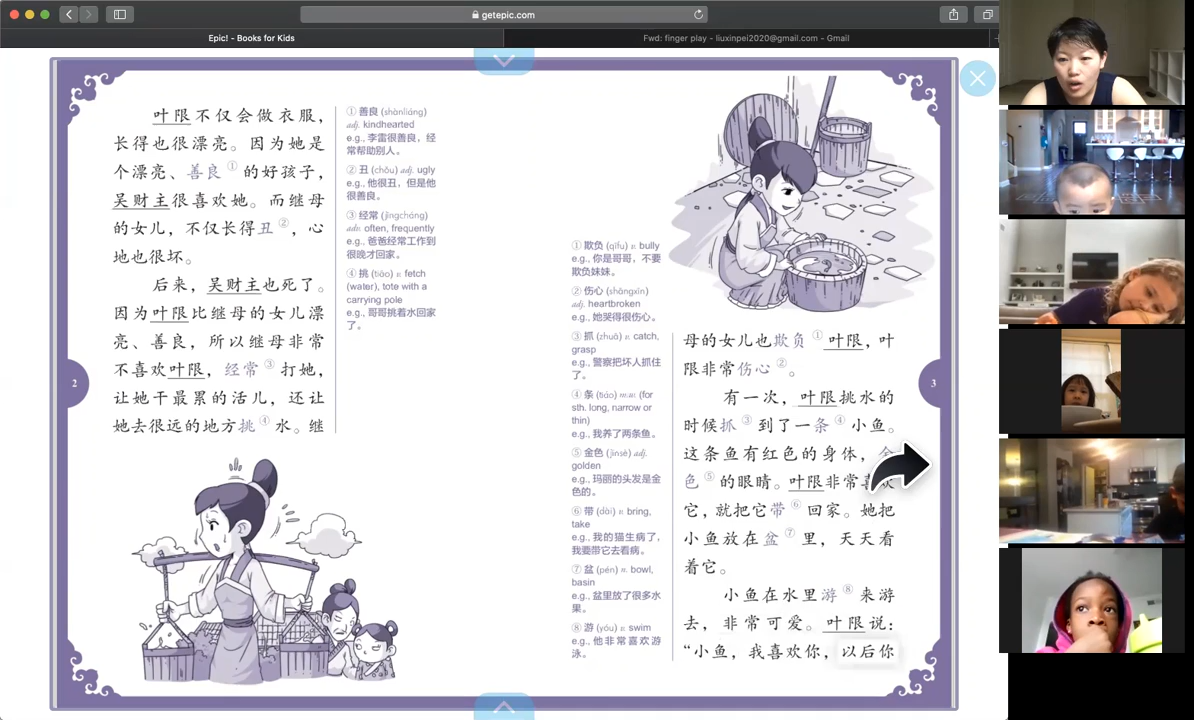 getepic.com
Epic! - Books for Kids
Fwd: finger play - liuxinpei2020@gmail.com - Gmail
叶限不仅会做衣服，
长得也很漂亮。因为她是
个漂亮、善良①的好孩子，
吴财主很喜欢她。而继母
的女儿，不仅长得丑②，心
地也很坏。
后来，吴财主也死了。
因为叶限比继母的女儿漂
亮、善良，所以继母非常
不喜欢叶限，经常③打她，
让她干最累的活儿，还让
她去很远的地方挑④水。继
① 善良 (shànliáng)
adj. kindhearted
e.g., 李雷很善良，经
常帮助别人。
② 丑 (chǒu) adj. ugly
e.g., 他很丑，但是他
很善良。
③ 经常 (jīngcháng)
adv. often, frequently
e.g., 爸爸经常工作到
很晚才回家。
④ 挑 (tiāo) v. fetch
(water), tote with a
carrying pole
e.g., 哥哥挑着水回家
了。
2
① 欺负 (qīfu) v. bully
e.g., 你是哥哥，不要
欺负妹妹。
② 伤心 (shāngxīn)
adj. heartbroken
e.g., 她哭得很伤心。
③ 抓 (zhuā) v. catch,
grasp
e.g., 警察把坏人抓住
了。
④ 条 (tiáo) m.w. (for
sth. long, narrow or
thin)
e.g., 我养了两条鱼。
⑤ 金色 (jīnsè) adj.
golden
e.g., 玛丽的头发是金
色的。
⑥ 带 (dài) v. bring,
take
e.g., 我的猫生病了，
我要带它去看病。
⑦ 盆 (pén) n. bowl,
basin
e.g., 盆里放了很多水
果。
⑧ 游 (yóu) v. swim
e.g., 他非常喜欢游
泳。
母的女儿也欺负①叶限，叶
限非常伤心②。
有一次，叶限挑水的
时候抓③到了一条④小鱼。
这条鱼有红色的身体，金
色⑤的眼睛。叶限非常喜欢
它，就把它带⑥回家。她把
小鱼放在盆⑦里，天天看
着它。
小鱼在水里游⑧来游
去，非常可爱。叶限说：
“小鱼，我喜欢你，以后你
3